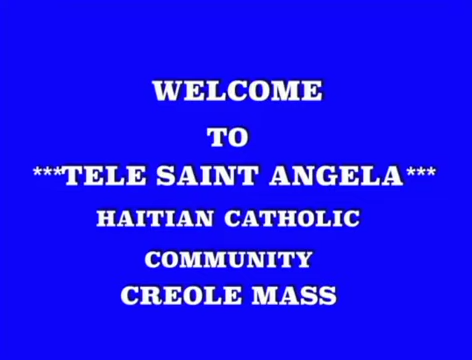 WELCOME
TO
***TELE SAINT ANGELA***
HAITIAN CATHOLIC
COMMUNITY
CREOLE MASS